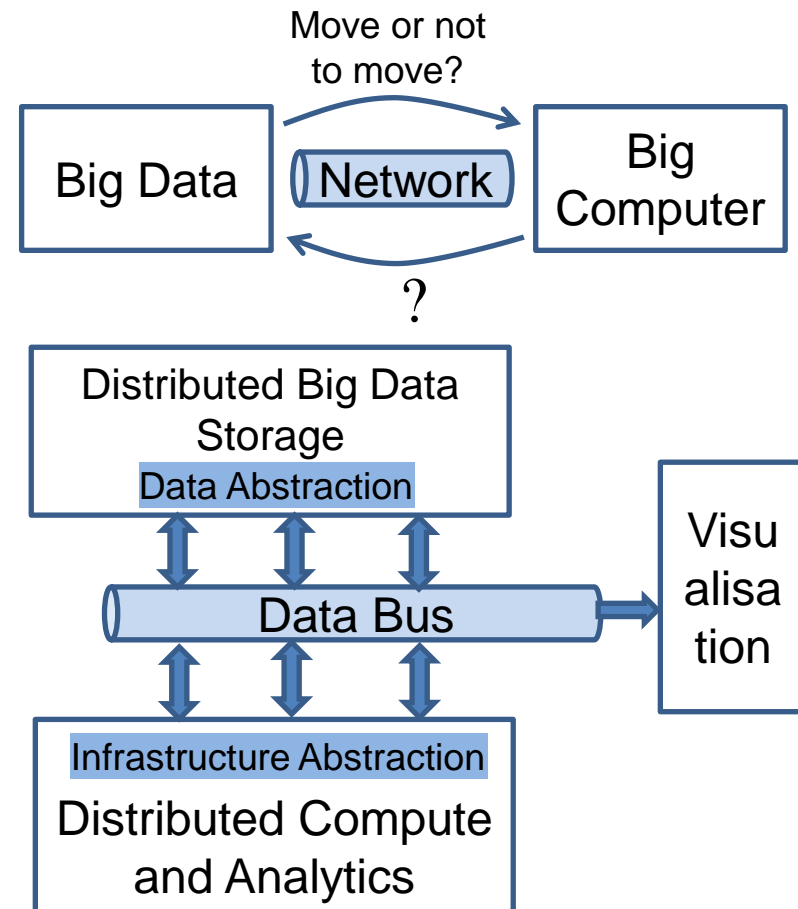 Move or not
to move?
Big Data
Network
Big
Computer
?
Distributed Big Data
Storage
Data Abstraction
Data Bus
Visu
alisa
tion
Infrastructure Abstraction
Distributed Compute
and Analytics